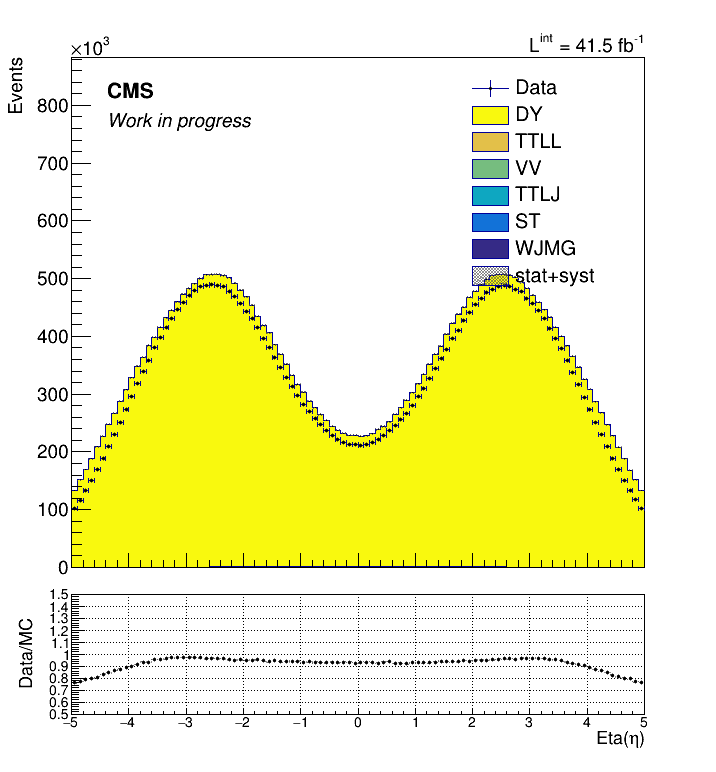 ×10³
L^int = 41.5 fb^-1
Events
CMS
Work in progress
Data
DY
TTLL
VV
TTLJ
ST
WJMG
stat+syst
800
700
600
500
400
300
200
100
0
Data/MC
1.5
1.4
1.3
1.2
1.1
1
0.9
0.8
0.7
0.6
0.5
−5 −4 −3 −2 −1 0 1 2 3 4 5
Eta(η)